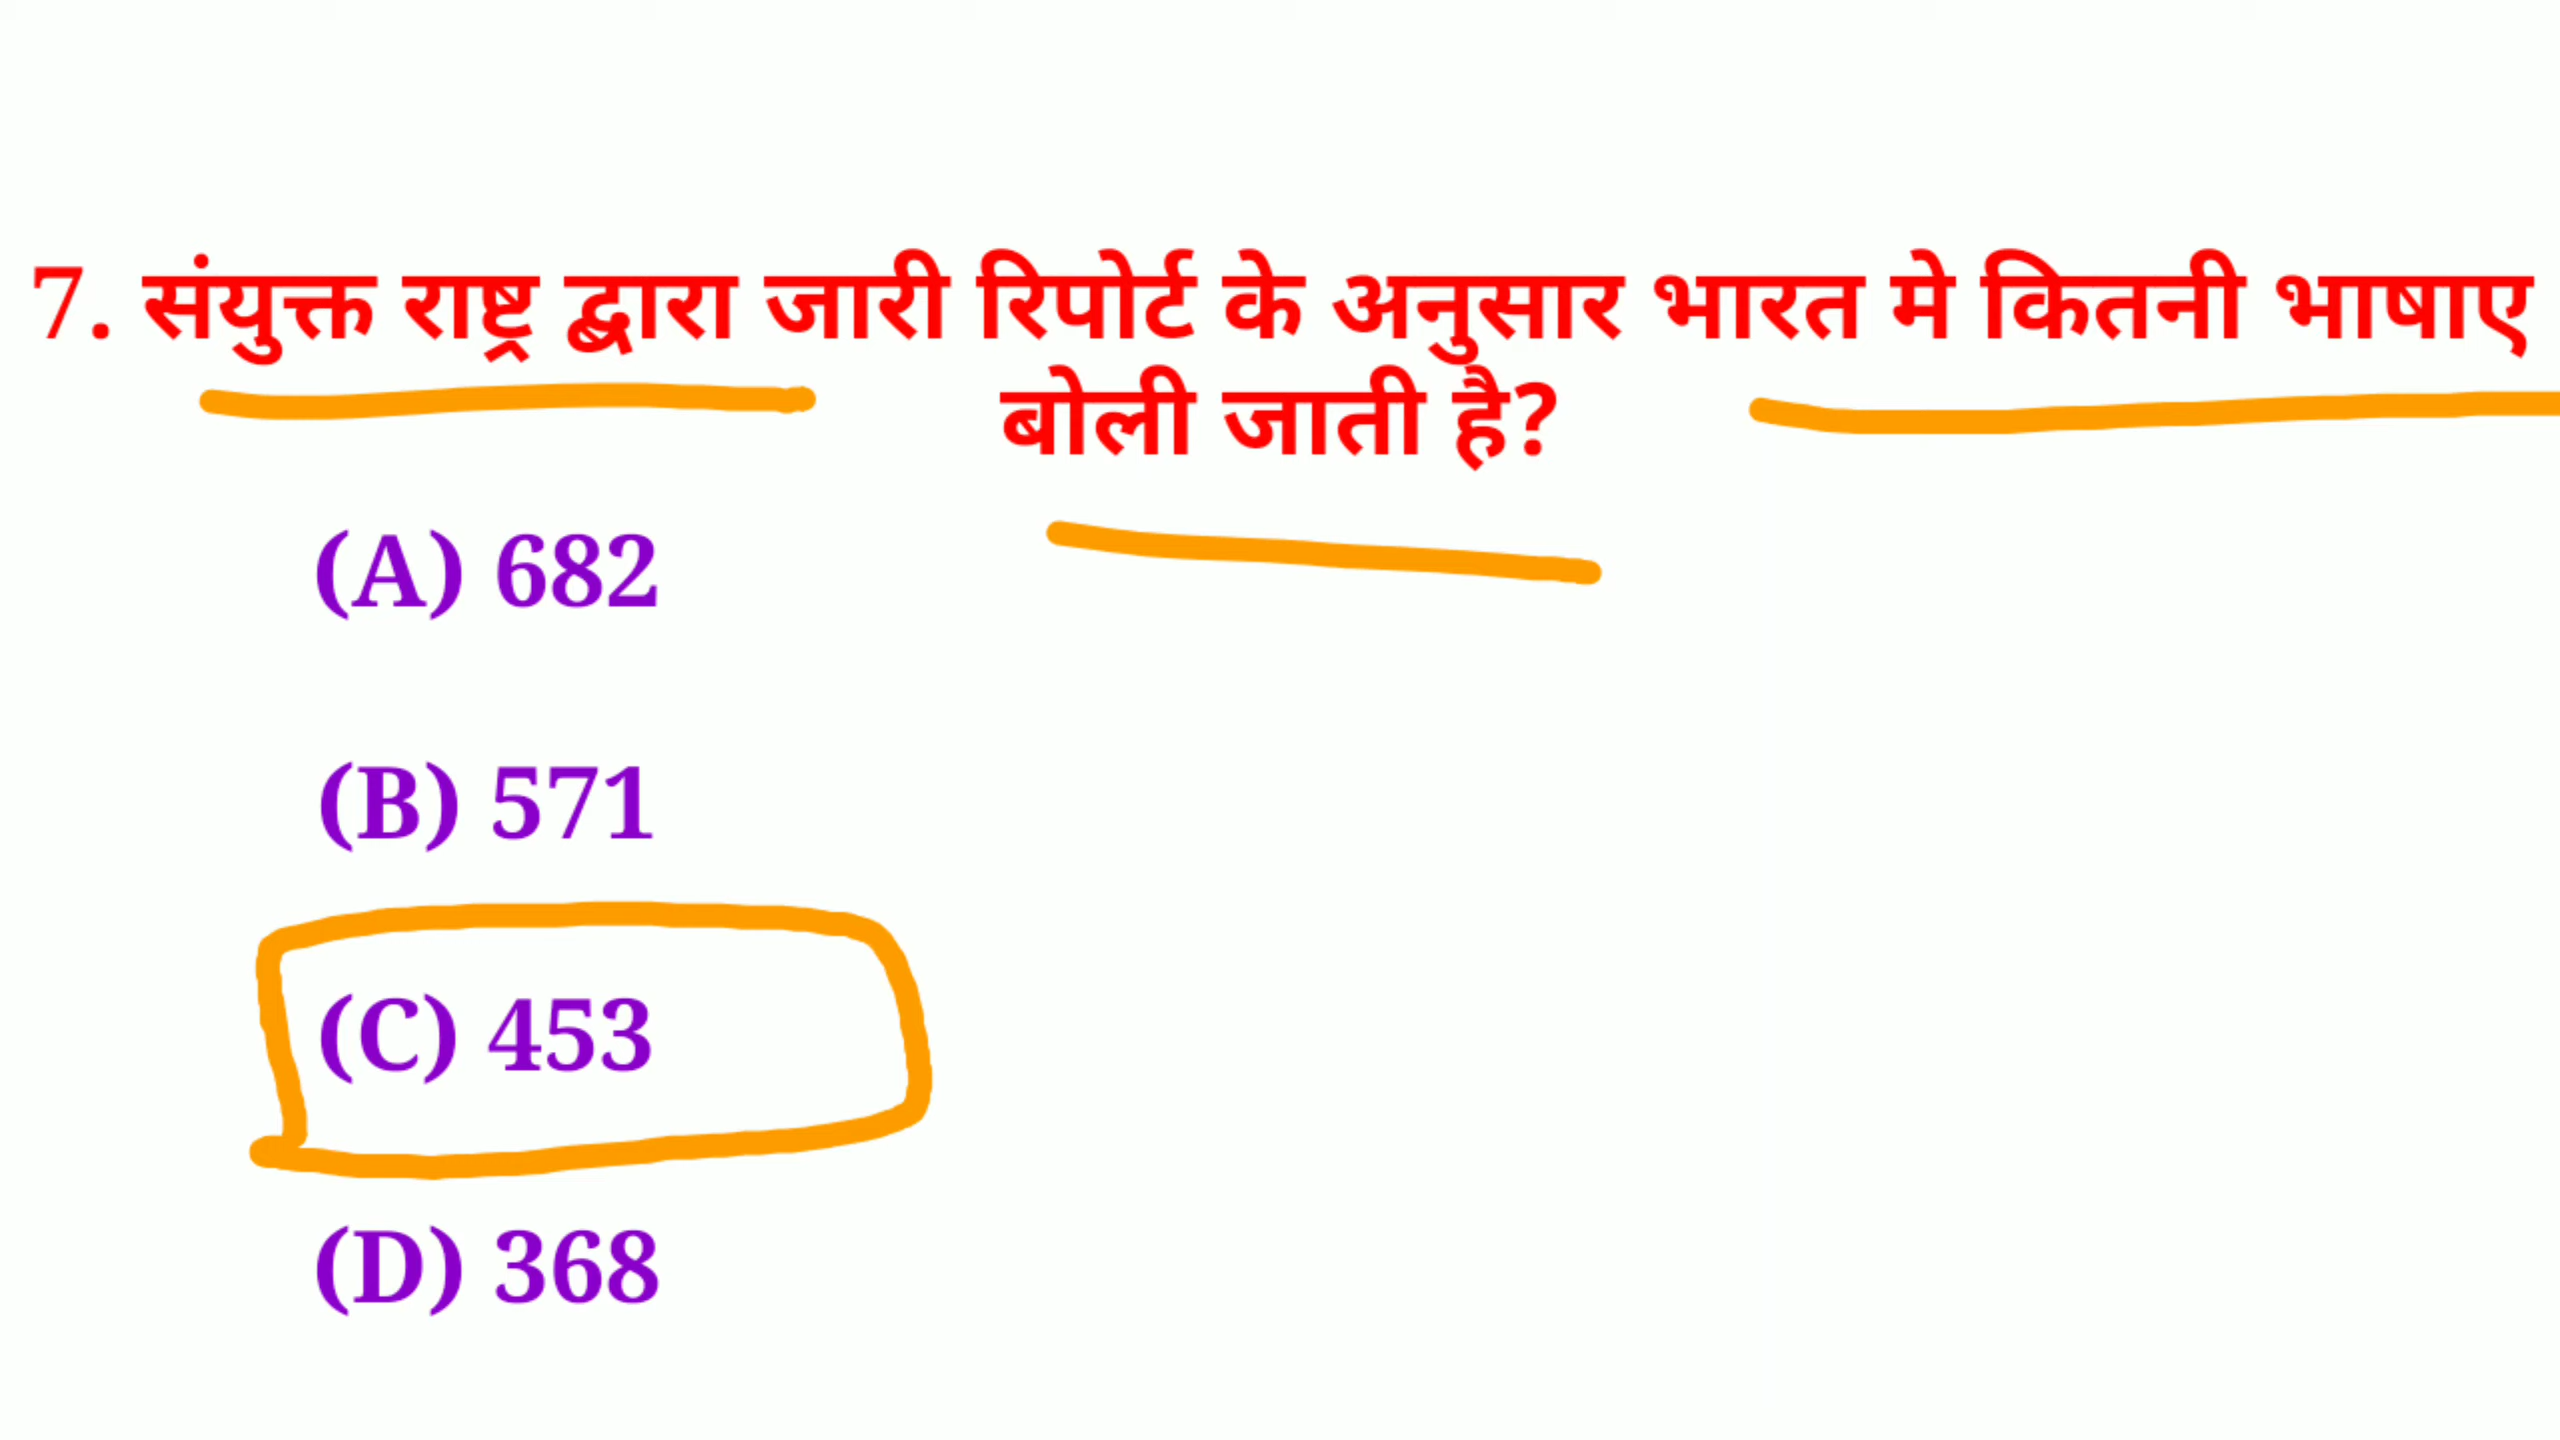 7. संयुक्त राष्ट्र द्बारा जारी रिपोर्ट के अनुसार भारत मे कितनी भाषाए
बोली जाती है?
(A) 682
(B) 571
(C) 453
(D) 368